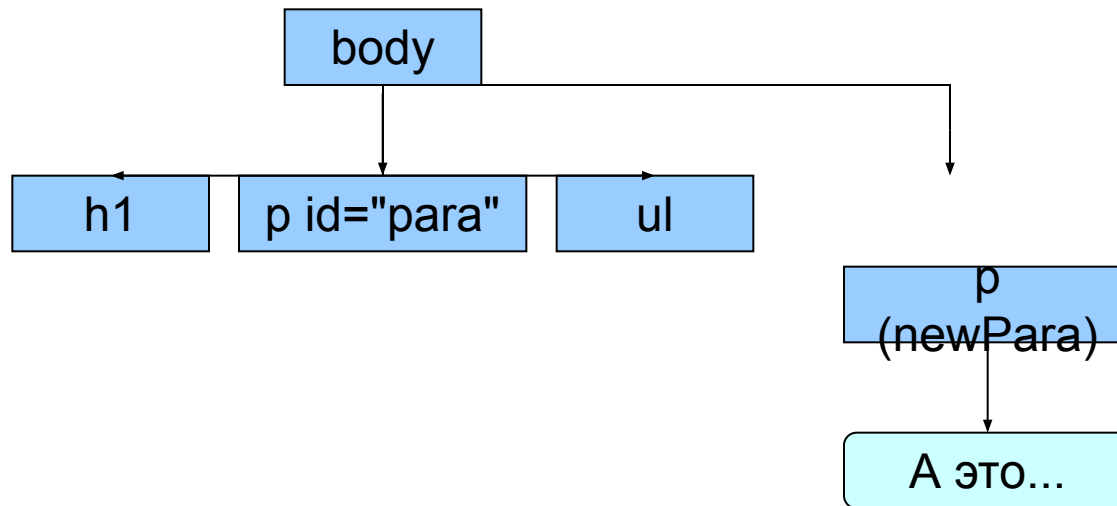 body
h1
p id="para"
ul
p
(newPara)
А это...